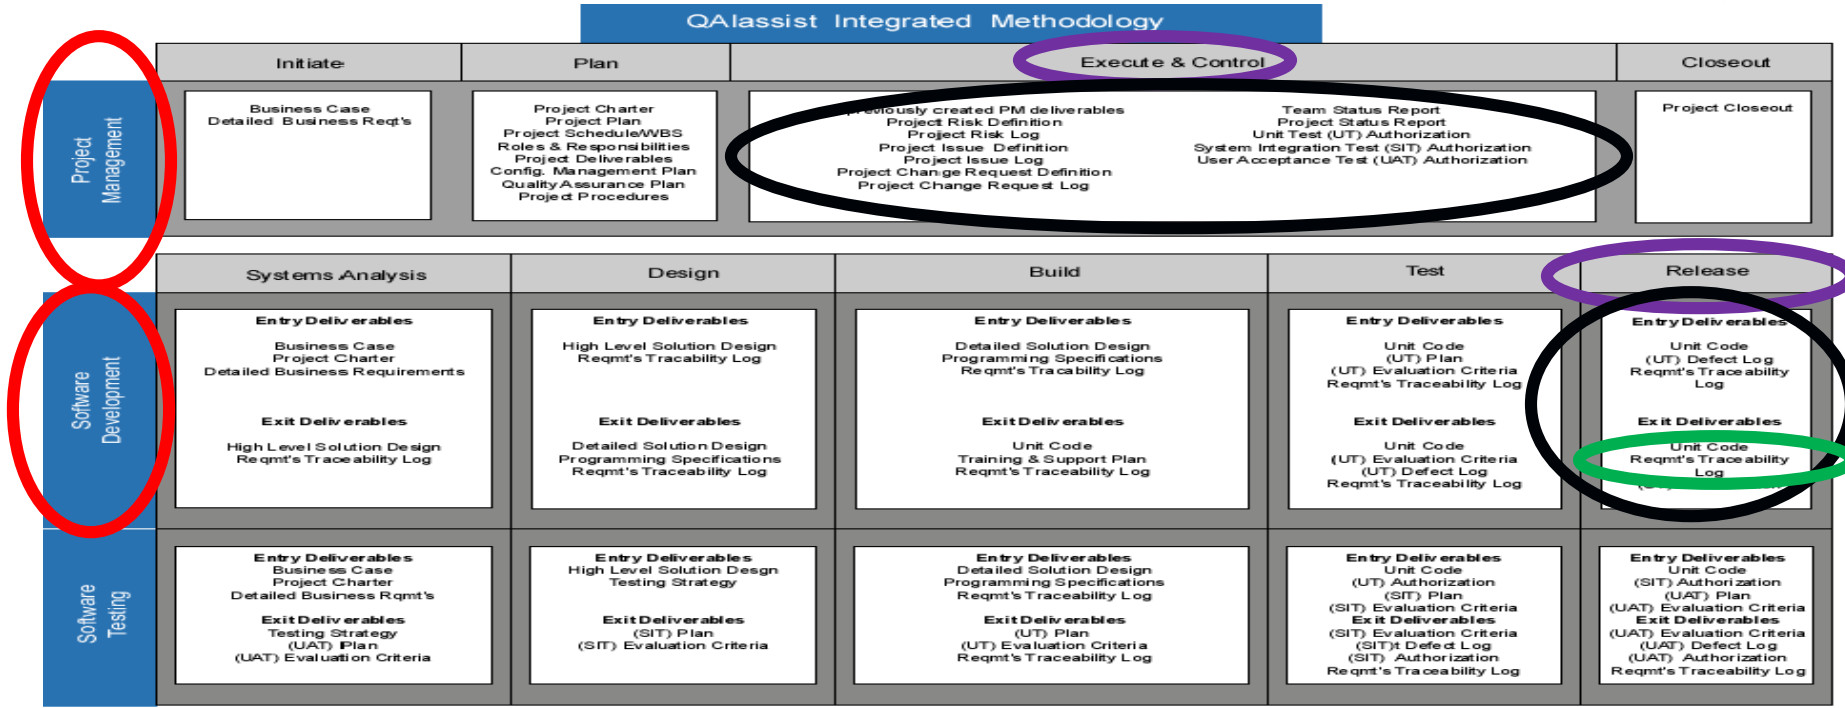 QAIassist Integrated Methodology
Initiate
Plan
Execute & Control
Closeout
Project
Management
Business Case
Detailed Business Reqt's
Project Charter
Project Plan
Project Schedule/WBS
Roles & Responsibilities
Project Deliverables
Config. Management Plan
Quality Assurance Plan
Project Procedures
created PM deliverables
Project Risk Definition
Project Risk Log
Project Issue Definition
Project Issue Log
Project Change Request Definition
Project Change Request Log
Team Status Report
Project Status Report
Unit Test (UT) Authorization
System Integration Test (SIT) Authorization
User Acceptance Test (UAT) Authorization
Project Closeout
Systems Analysis
Design
Build
Test
Release
Software
Development
Entry Deliverables
Business Case
Project Charter
Detailed Business Requirements
Exit Deliverables
High Level Solution Design
Reqmt's Traceability Log
Entry Deliverables
High Level Solution Design
Reqmt's Tracability Log
Exit Deliverables
Detailed Solution Design
Programming Specifications
Reqmt's Traceability Log
Entry Deliverables
Detailed Solution Design
Programming Specifications
Reqmt's Tracability Log
Exit Deliverables
Unit Code
Training & Support Plan
Reqmt's Traceability Log
Entry Deliverables
Unit Code
(UT) Plan
(UT) Evaluation Criteria
Reqmt's Traceability Log
Exit Deliverables
Unit Code
(UT) Evaluation Criteria
(UT) Defect Log
Reqmt's Traceability Log
Entry Deliverables
Unit Code
(UT) Defect Log
Reqmt's Traceability
Log
Exit Deliverables
Unit Code
Reqmt's Traceability
Log
Software
Testing
Entry Deliverables
Business Case
Project Charter
Detailed Business Rqmt's
Exit Deliverables
Testing Strategy
(UAT) Plan
(UAT) Evaluation Criteria
Entry Deliverables
High Level Solution Desgn
Testing Strategy
Exit Deliverables
(SIT) Plan
(SIT) Evaluation Criteria
Entry Deliverables
Detailed Solution Design
Programming Specifications
Reqmt's Traceability Log
Exit Deliverables
(UT) Plan
(UT) Evaluation Criteria
Reqmt's Traceability Log
Entry Deliverables
Unit Code
(UT) Authorization
(SIT) Plan
(SIT) Evaluation Criteria
Exit Deliverables
(SIT) Evaluation Criteria
(SIT)t Defect Log
(SIT) Authorization
Reqmt's Traceability Log
Entry Deliverables
Unit Code
(SIT) Authorization
(UAT) Plan
(UAT) Evaluation Criteria
Exit Deliverables
(UAT) Evaluation Criteria
(UAT) Defect Log
(UAT) Authorization
Reqmt's Traceability Log